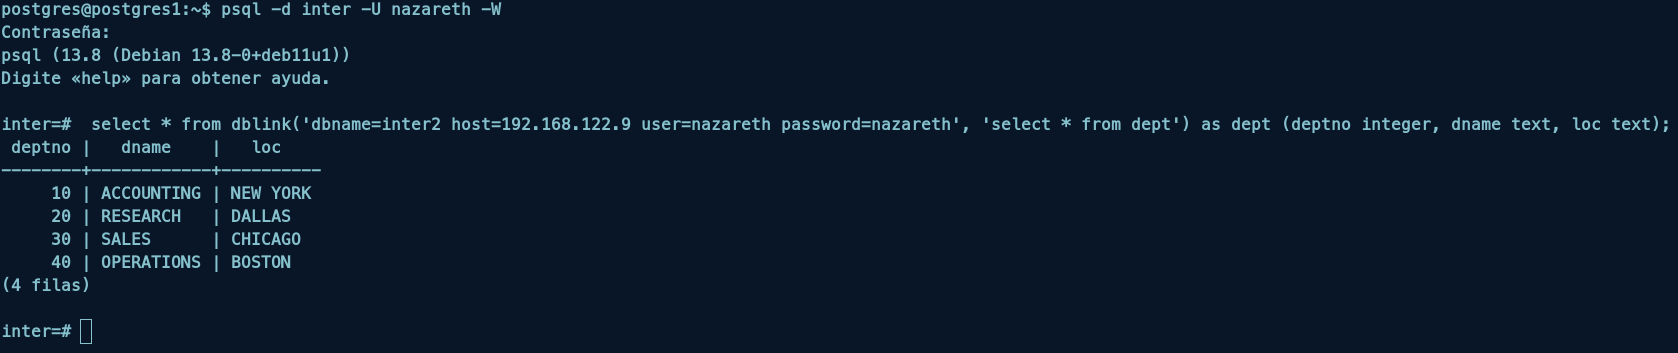 postgres@postgres1:~$ psql -d inter -U nazareth -W
Contraseña:
psql (13.8 (Debian 13.8-0+deb11u1))
Digite «help» para obtener ayuda.

inter=#  select * from dblink('dbname=inter2 host=192.168.122.9 user=nazareth password=nazareth', 'select * from dept') as dept (deptno integer, dname text, loc text);
 deptno |   dname    |   loc
--------+------------+----------
     10 | ACCOUNTING | NEW YORK
     20 | RESEARCH   | DALLAS
     30 | SALES      | CHICAGO
     40 | OPERATIONS | BOSTON
(4 filas)

inter=#